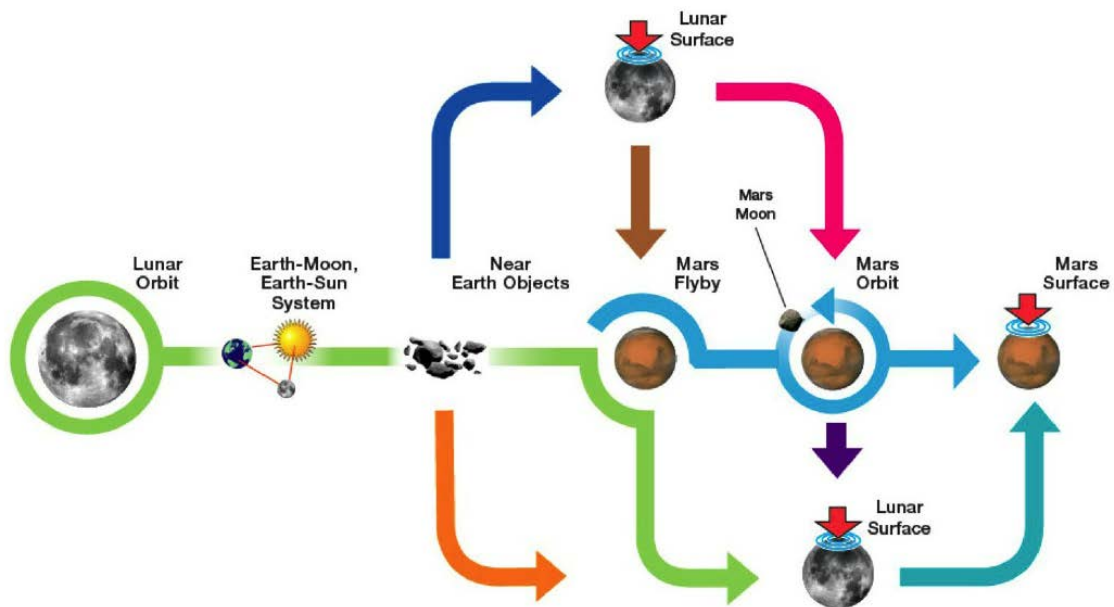 Lunar
Surface
Mars
Moon
Lunar
Orbit
Earth-Moon,
Earth-Sun
System
Near
Earth Objects
Mars
Flyby
Mars
Orbit
Mars
Surface
Lunar
Surface